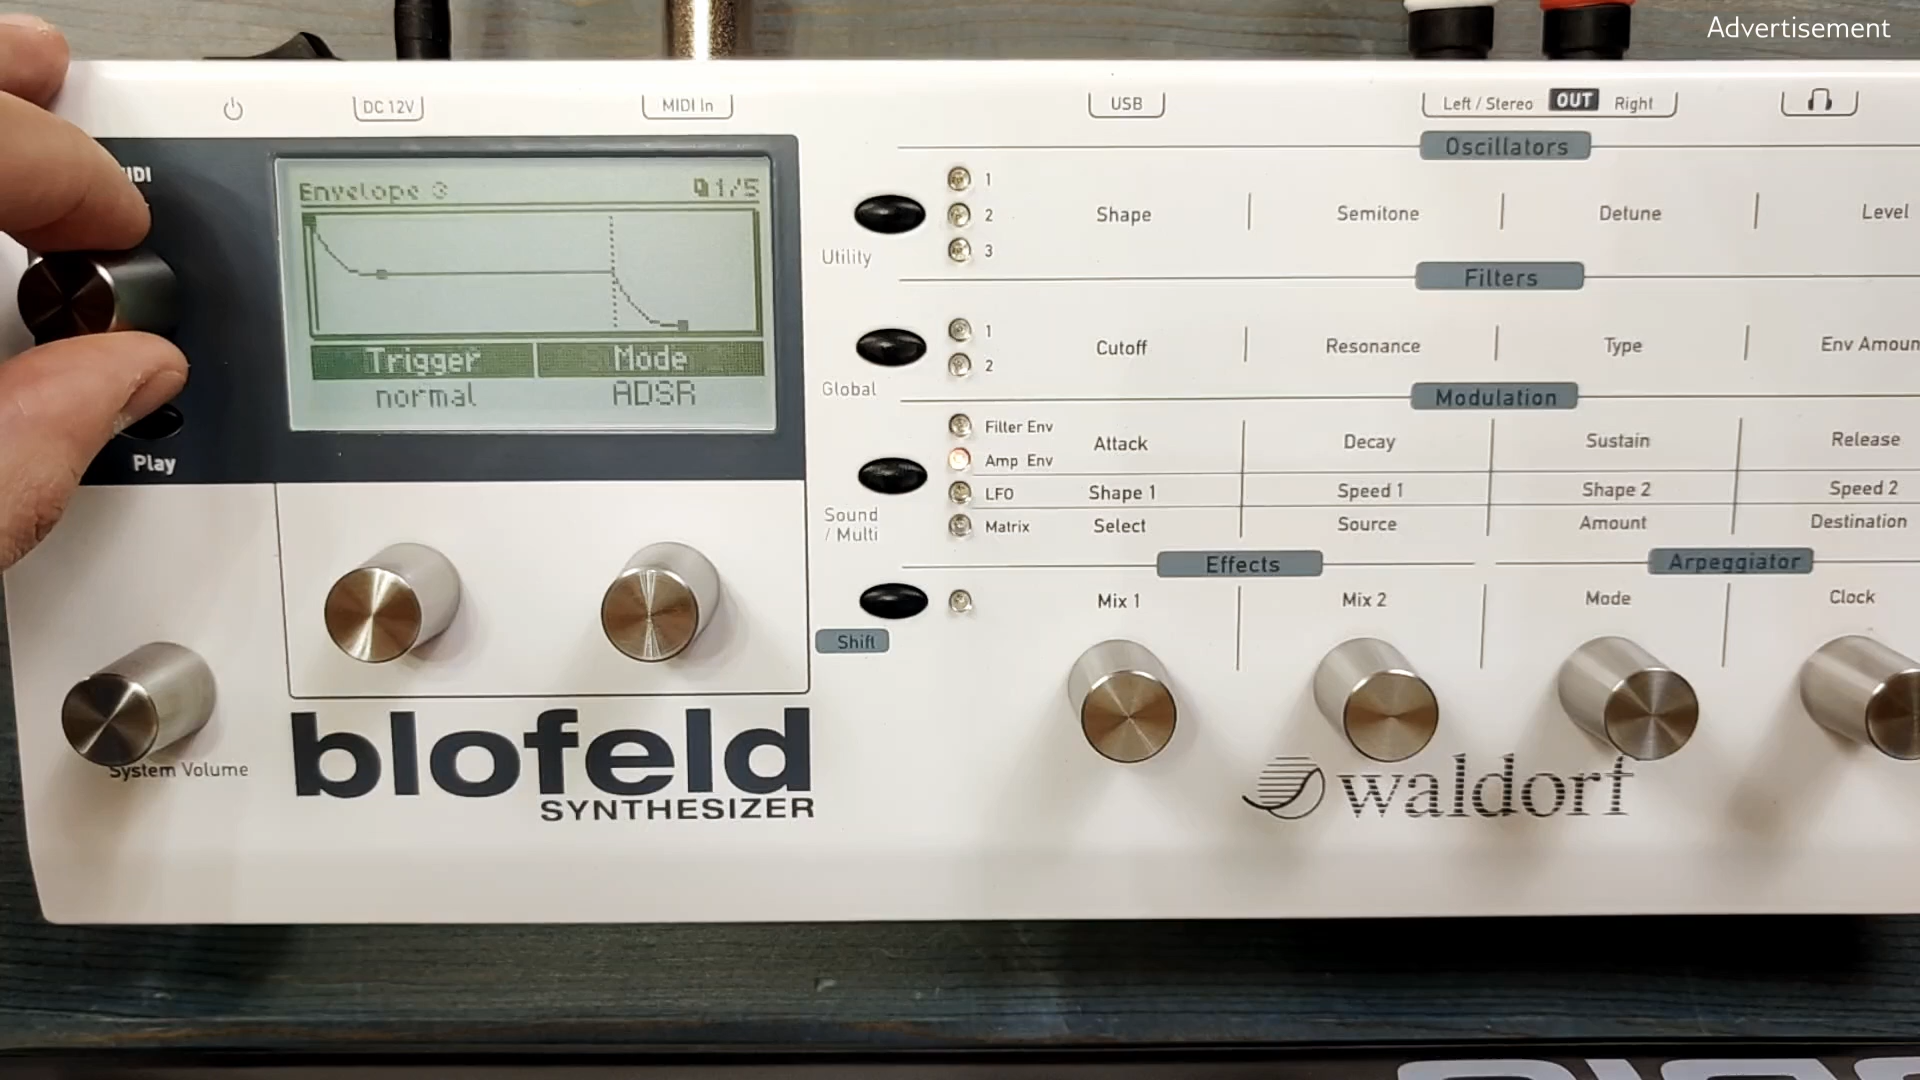 Advertisement
DC 12V
MIDI In
USB
Left / Stereo OUT Right
Oscillators
1
2
3
Shape
Semitone
Detune
Level
Utility
Filters
1
2
Cutoff
Resonance
Type
Env Amoun
Global
Modulation
Filter Env
Amp Env
LFO
Matrix
Attack
Decay
Sustain
Release
Shape 1
Speed 1
Shape 2
Speed 2
Select
Source
Amount
Destination
Sound
/ Multi
Effects
Arpeggiator
Mix 1
Mix 2
Mode
Clock
Shift
IDI
Envelope 3
1/5
Trigger
Mode
normal
ADSR
Play
System Volume
blofeld
SYNTHESIZER
waldorf